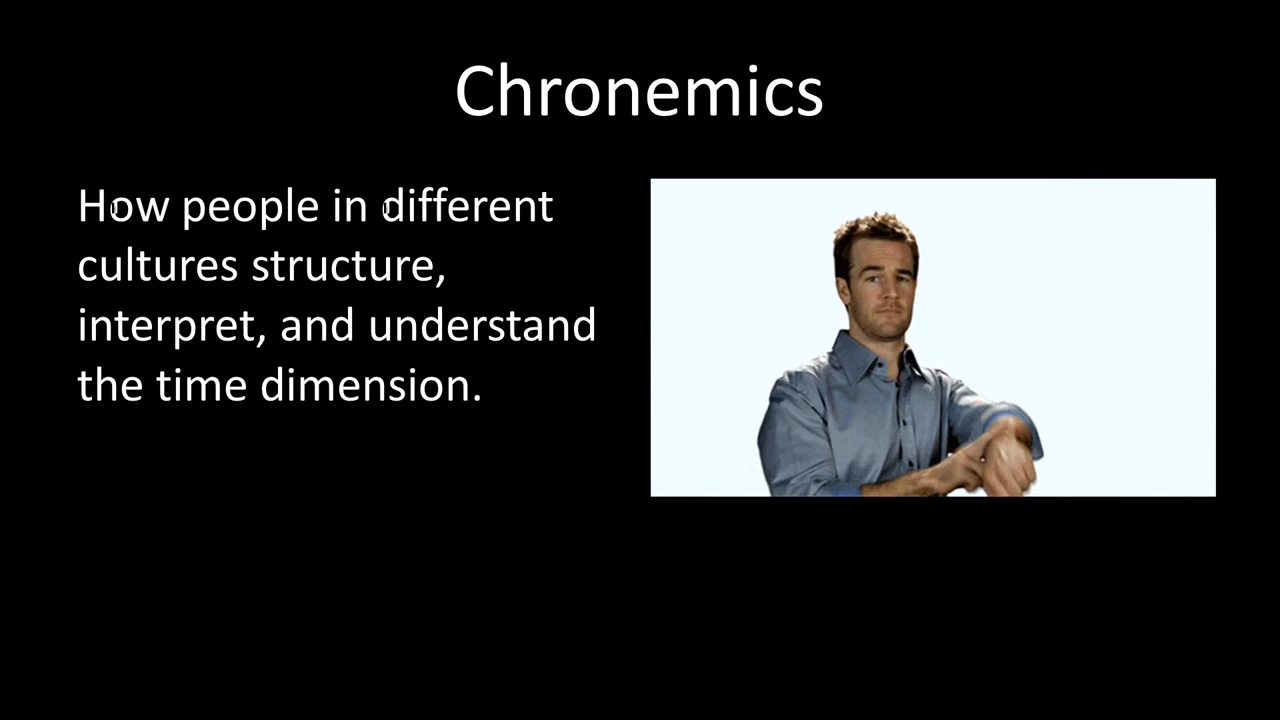 Chronemics
How people in different
cultures structure,
interpret, and understand
the time dimension.